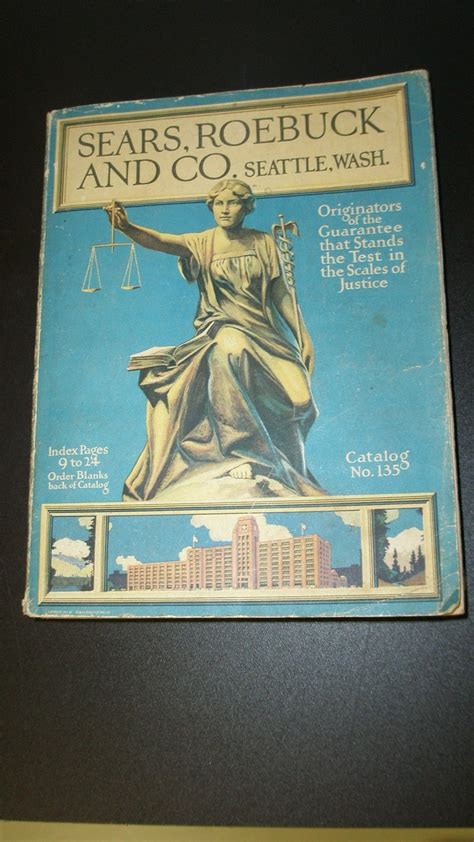 SEARS, ROEBUCK
AND CO. SEATTLE, WASH.
Originators
of the
Guarantee
that Stands
the Test in
the Scales of
Justice
Index Pages
9 to 24
Order Blanks
back of Catalog
Catalog
No. 135